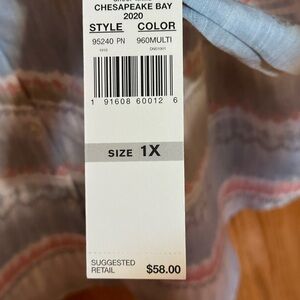 CHESAPEAKE BAY
2020
STYLE COLOR
95240 PN 960MULTI
1 91608 60012 6
SIZE 1X
SUGGESTED
RETAIL $58.00